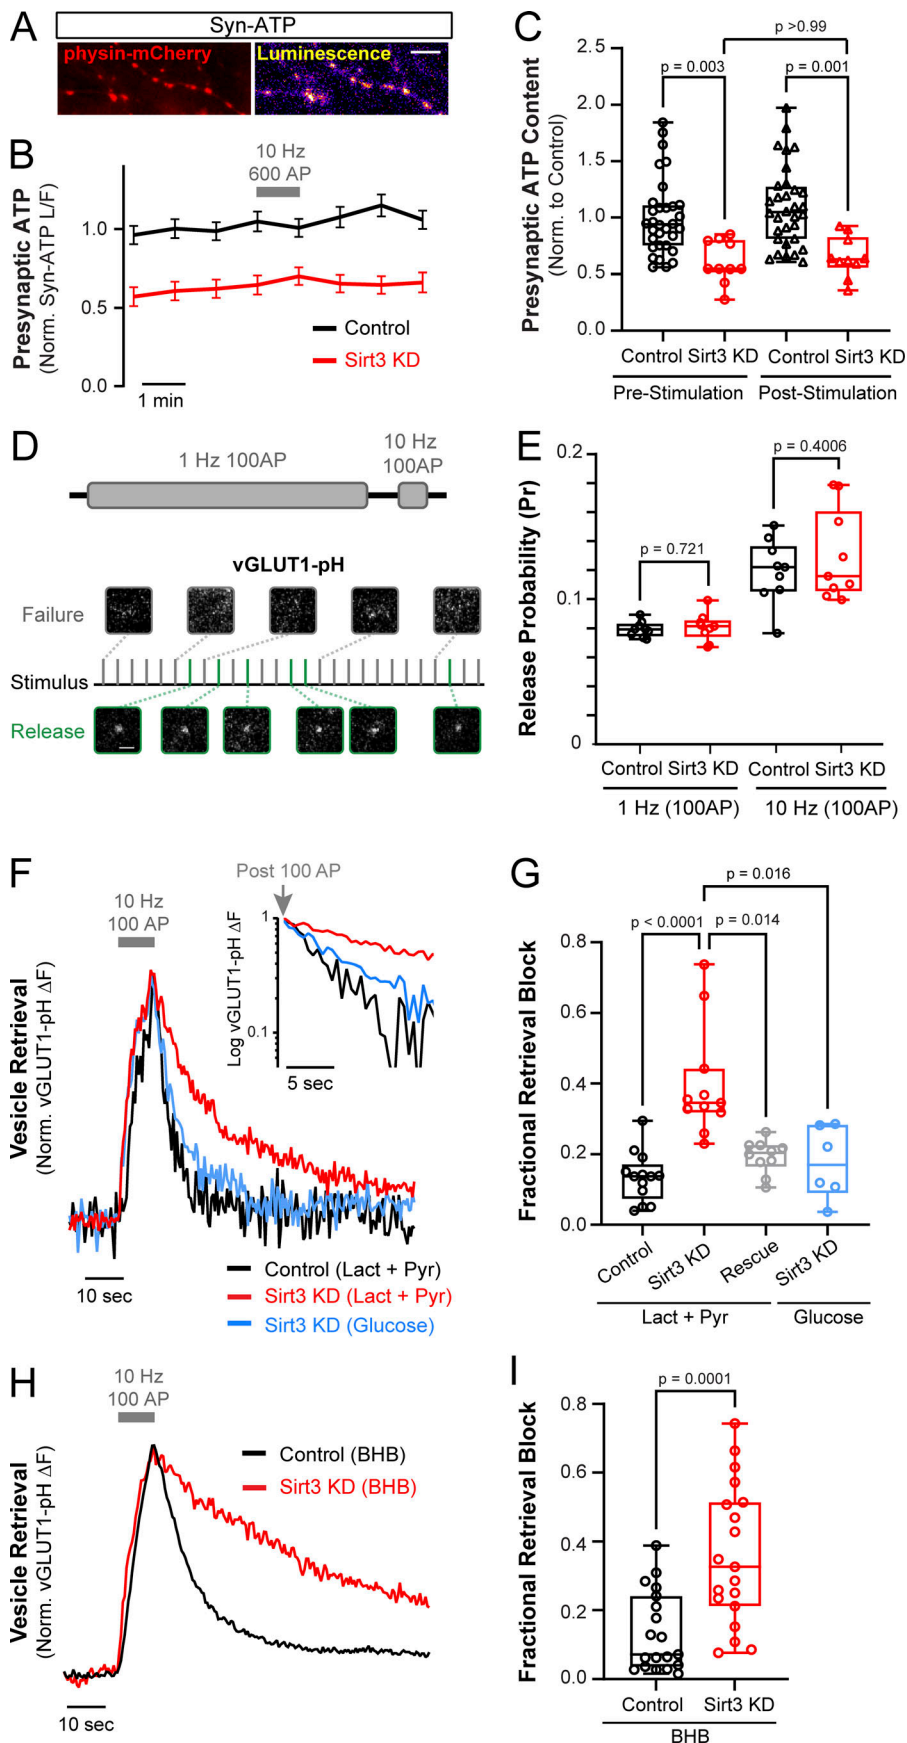 A
Syn-ATP
physin-mCherry
Luminescence
B
Presynaptic ATP
(Norm. Syn-ATP L/F)
10 Hz
600 AP
1.0
0.5
0.0
Control
Sirt3 KD
1 min
C
Presynaptic ATP Content
(Norm. to Control)
p >0.99
p = 0.003
p = 0.001
2.5
2.0
1.5
1.0
0.5
0.0
Control Sirt3 KD Control Sirt3 KD
Pre-Stimulation Post-Stimulation
D
1 Hz 100AP
10 Hz
100AP
vGLUT1-pH
Failure
Stimulus
Release
E
Release Probability (Pr)
0.2
0.1
0
p = 0.4006
p = 0.721
Control Sirt3 KD Control Sirt3 KD
1 Hz (100AP) 10 Hz (100AP)
F
Vesicle Retrieval
(Norm. vGLUT1-pH ΔF)
10 Hz
100 AP
Post 100 AP
Log vGLUT1-pH ΔF
1
0.1
5 sec
10 sec
Control (Lact + Pyr)
Sirt3 KD (Lact + Pyr)
Sirt3 KD (Glucose)
G
Fractional Retrieval Block
p = 0.016
p < 0.0001
p = 0.014
0.8
0.6
0.4
0.2
0.0
Control
Sirt3 KD
Rescue
Sirt3 KD
Lact + Pyr
Glucose
H
Vesicle Retrieval
(Norm. vGLUT1-pH ΔF)
10 Hz
100 AP
Control (BHB)
Sirt3 KD (BHB)
10 sec
I
Fractional Retrieval Block
p = 0.0001
0.8
0.6
0.4
0.2
0.0
Control Sirt3 KD
BHB